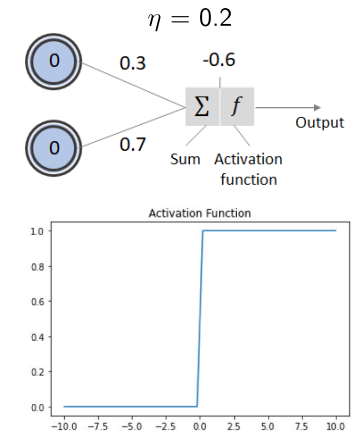 η = 0.2
0
0.3
-0.6
Σ f
Output
0
0.7
Sum Activation
function
Activation Function
1.0
0.8
0.6
0.4
0.2
0.0
−10.0 −7.5 −5.0 −2.5 0.0 2.5 5.0 7.5 10.0